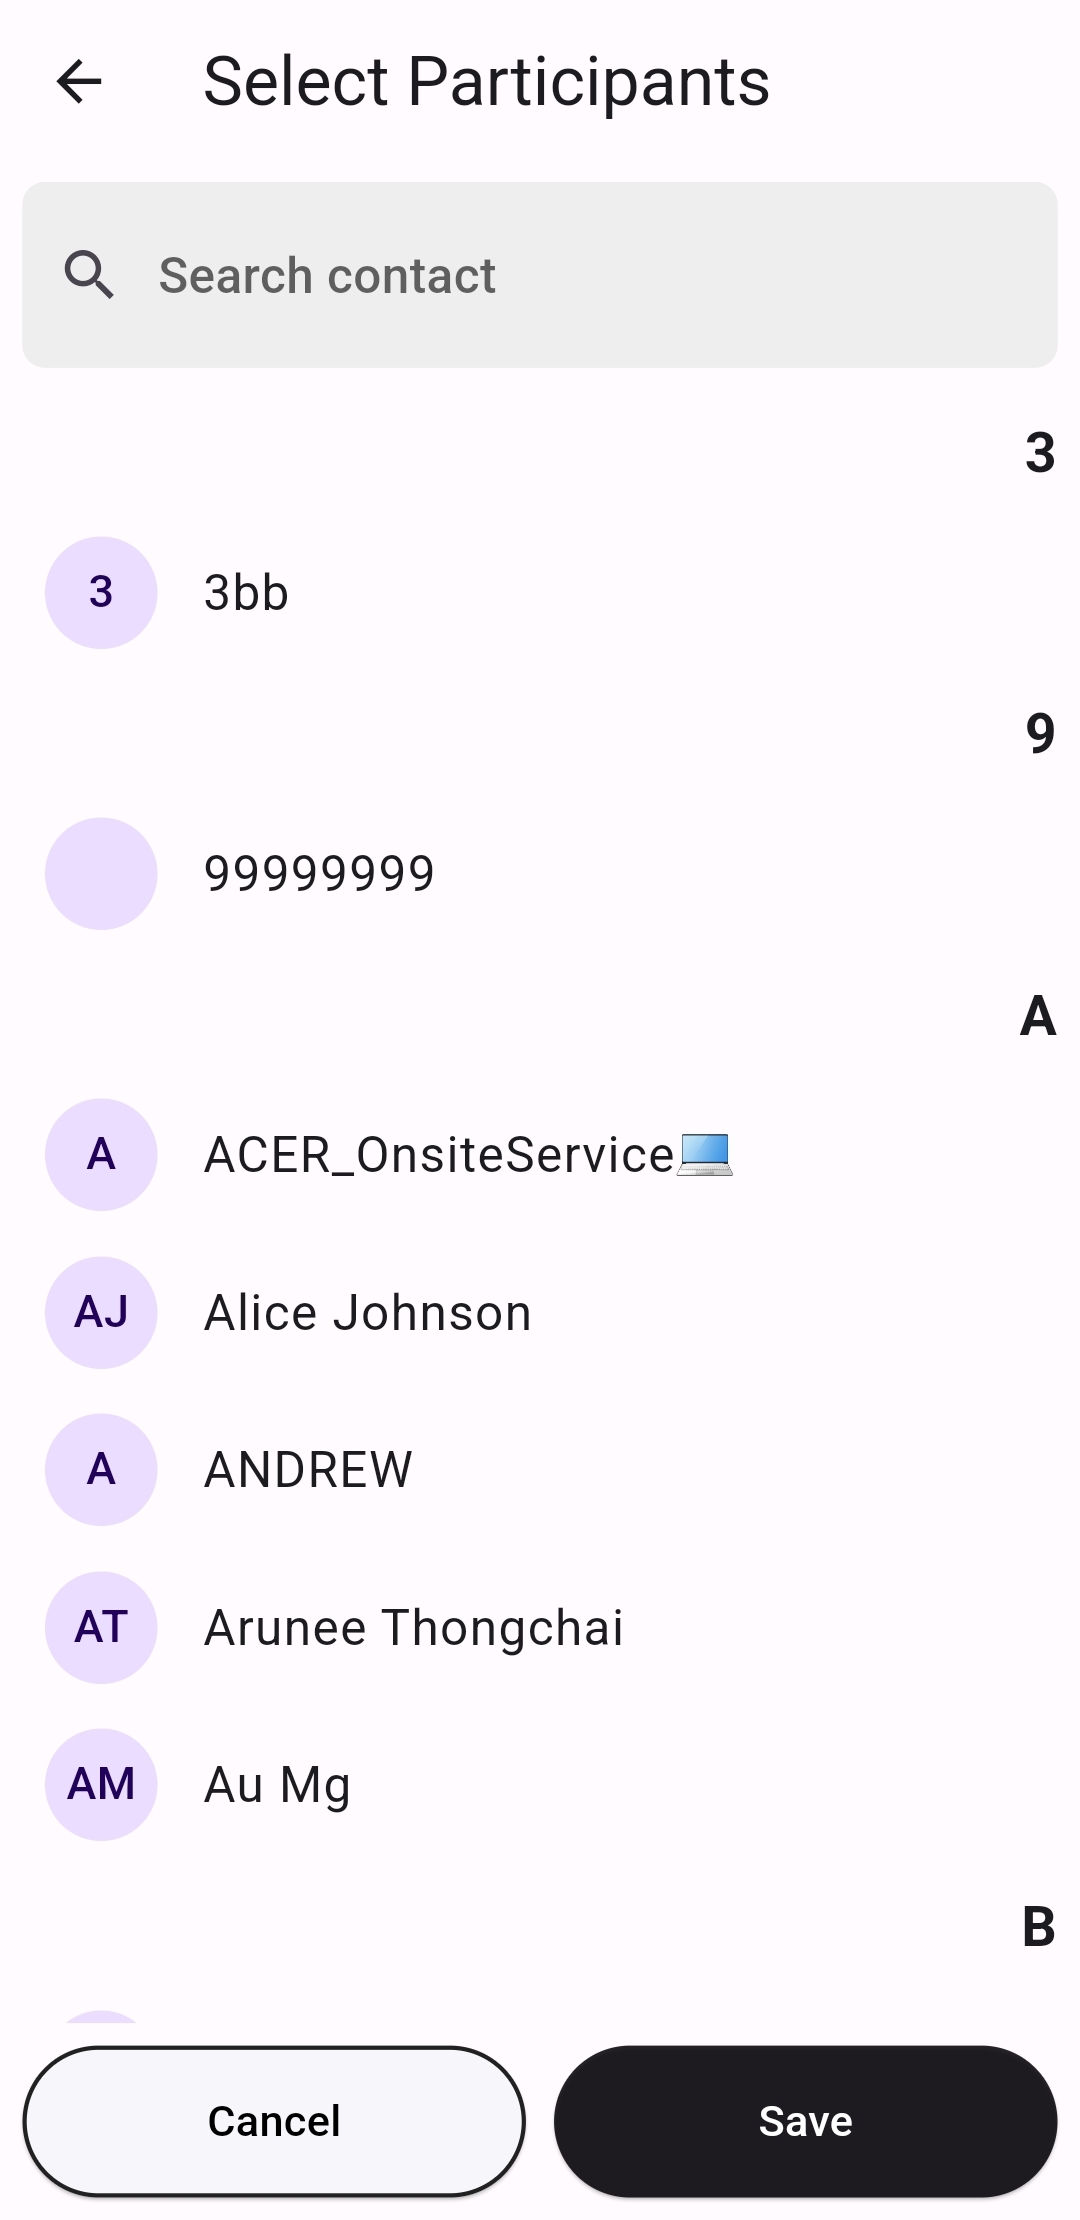 Select Participants
Search contact
3
3 3bb
9
99999999
A
A ACER_OnsiteService💻
AJ Alice Johnson
A ANDREW
AT Arunee Thongchai
AM Au Mg
B
Cancel Save